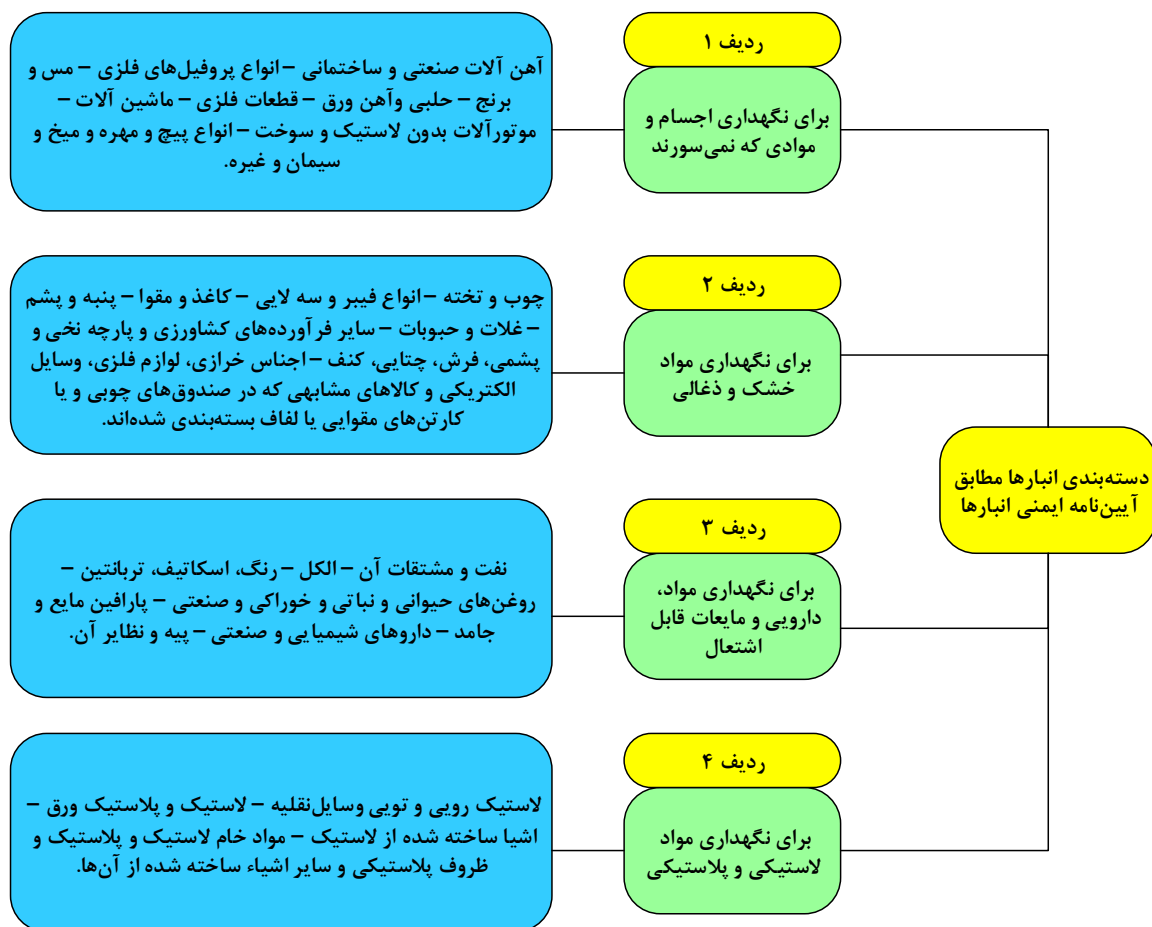 دسته‌بندی انبارها مطابق
آیین‌نامه ایمنی انبارها
ردیف ۱
برای نگهداری اجسام و
موادی که نمی‌سورند
آهن آلات صنعتی و ساختمانی – انواع پروفیل‌های فلزی – مس و
برنج – حلبی وآهن ورق – قطعات فلزی – ماشین آلات –
موتورآلات بدون لاستیک و سوخت – انواع پیچ و مهره و میخ و
سیمان و غیره.
ردیف ۲
برای نگهداری مواد
خشک و ذغالی
چوب و تخته – انواع فیبر و سه لایی – کاغذ و مقوا – پنبه و پشم
– غلات و حبوبات – سایر فرآورده‌های کشاورزی و پارچه نخی و
پشمی، فرش، چتایی، کنف – اجناس خرازی، لوازم فلزی، وسایل
الکتریکی و کالاهای مشابهی که در صندوق‌های چوبی و یا
کارتن‌های مقوایی یا لفاف بسته‌بندی شده‌اند.
ردیف ۳
برای نگهداری مواد،
دارویی و مایعات قابل
اشتعال
نفت و مشتقات آن – الکل – رنگ، اسکاتیف، تربانتین –
روغن‌های حیوانی و نباتی و خوراکی و صنعتی – پارافین مایع و
جامد – داروهای شیمیایی و صنعتی – پیه و نظایر آن.
ردیف ۴
برای نگهداری مواد
لاستیکی و پلاستیکی
لاستیک رویی و تویی وسایل‌نقلیه – لاستیک و پلاستیک ورق –
اشیا ساخته شده از لاستیک – مواد خام لاستیک و پلاستیک و
ظروف پلاستیکی و سایر اشیاء ساخته شده از آن‌ها.